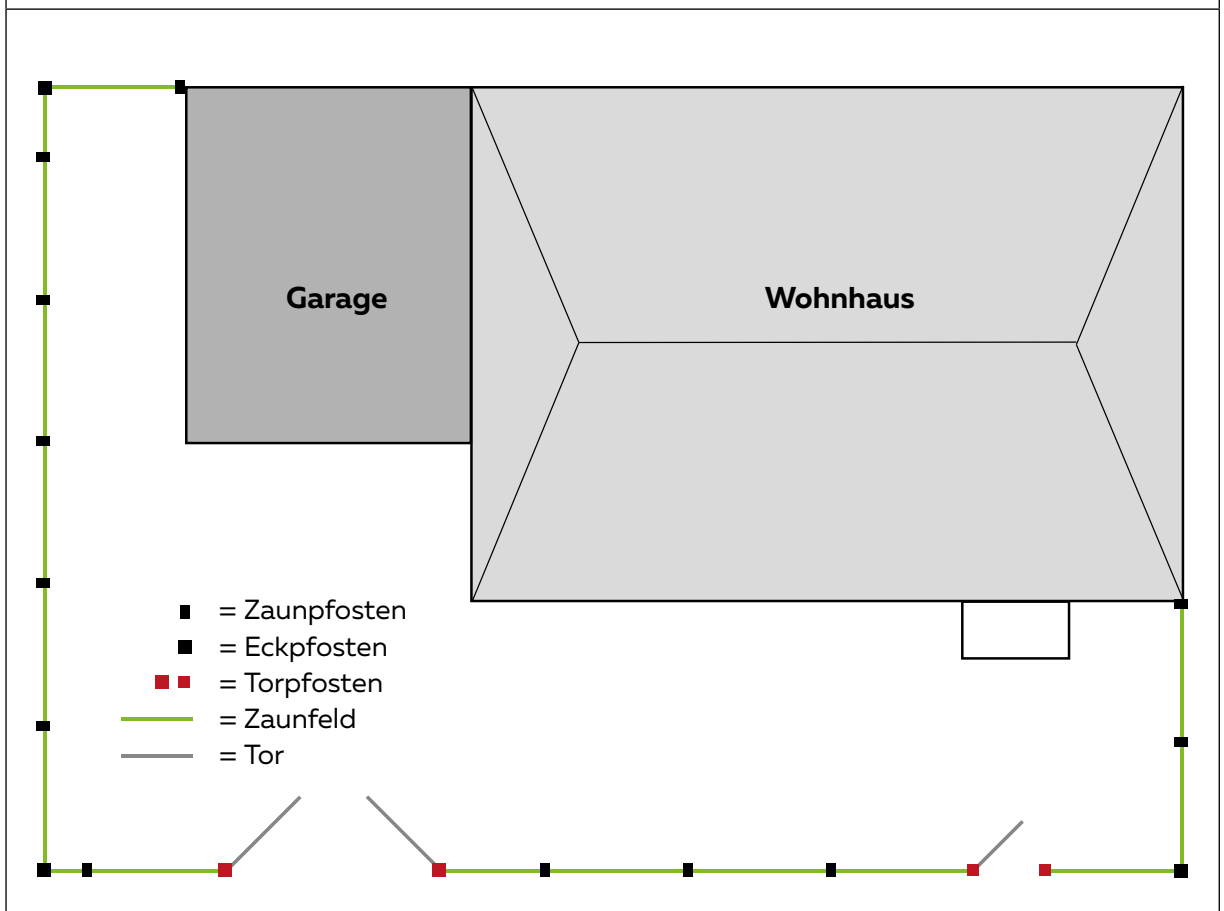 Garage
Wohnhaus
= Zaunpfosten
= Eckpfosten
= Torpfosten
= Zaunfeld
= Tor